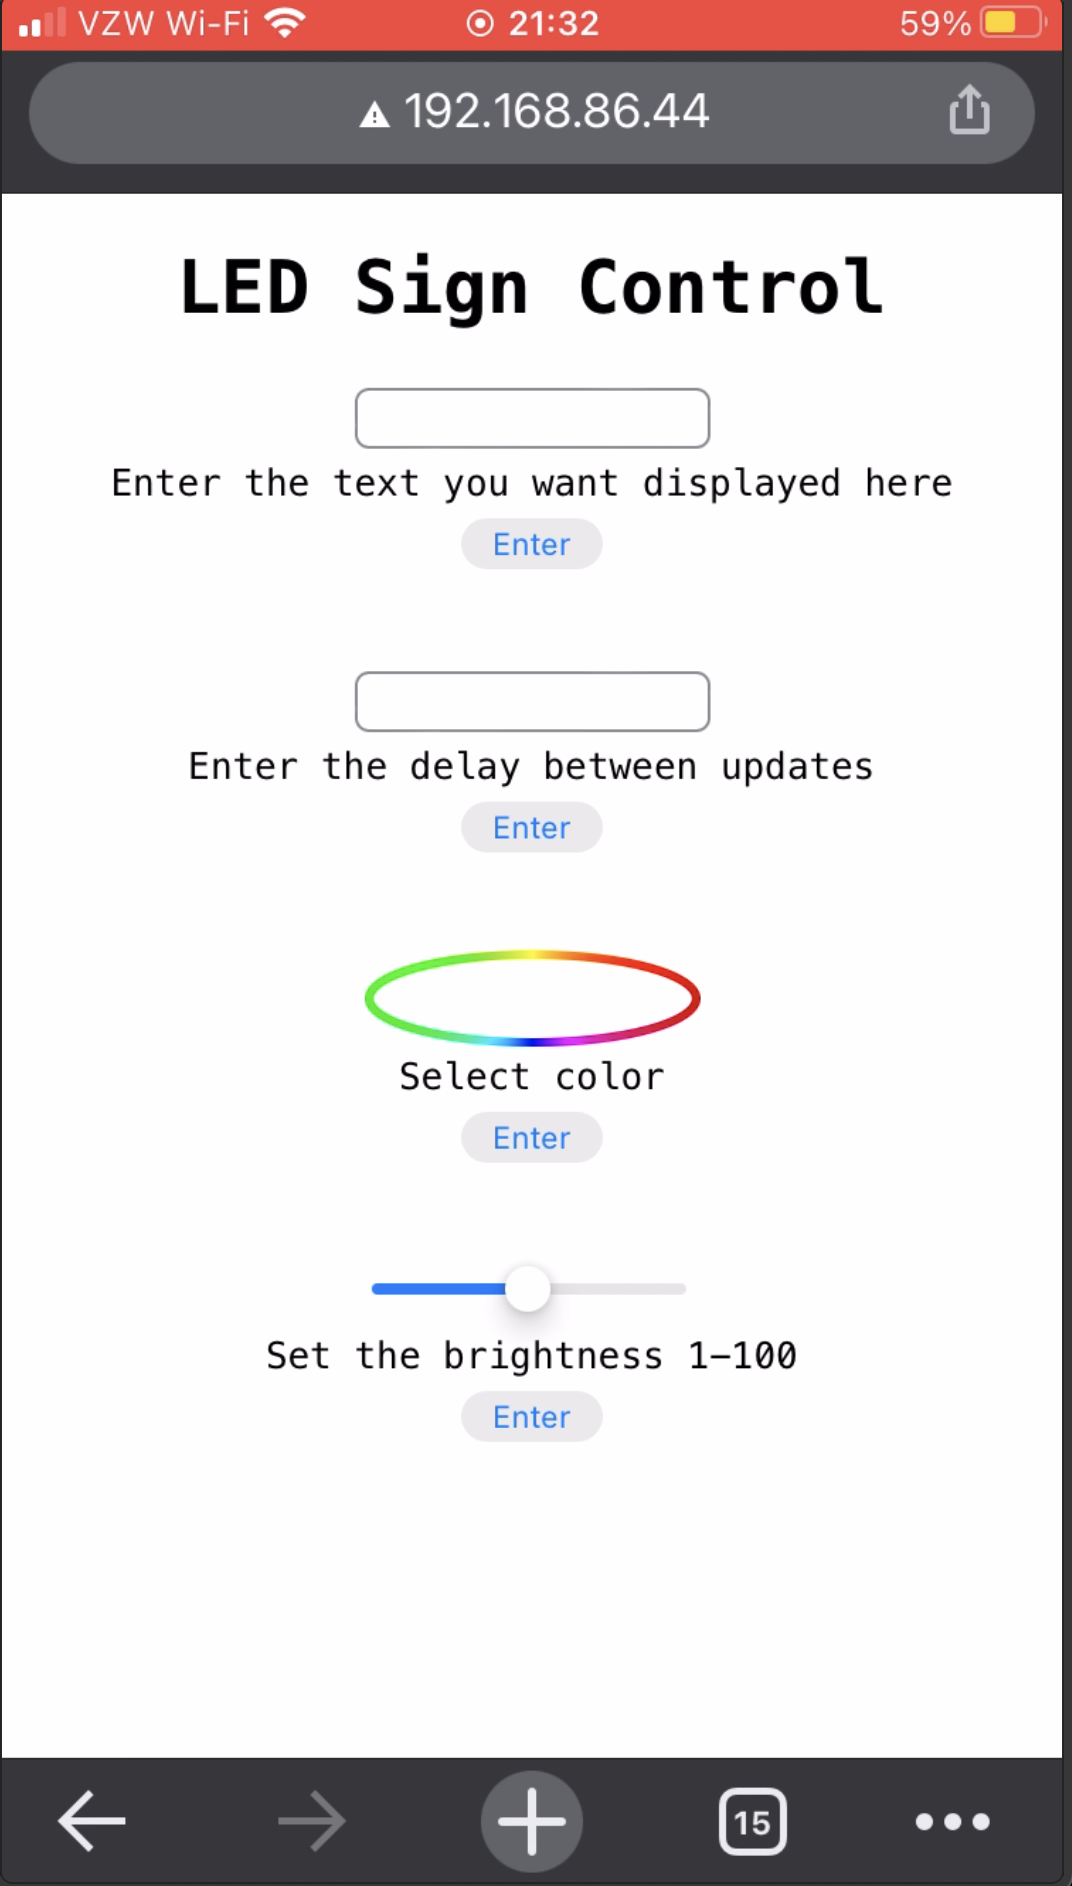 VZW Wi-Fi 21:32 59%
192.168.86.44
LED Sign Control
Enter the text you want displayed here
Enter
Enter the delay between updates
Enter
Select color
Enter
Set the brightness 1-100
Enter
15